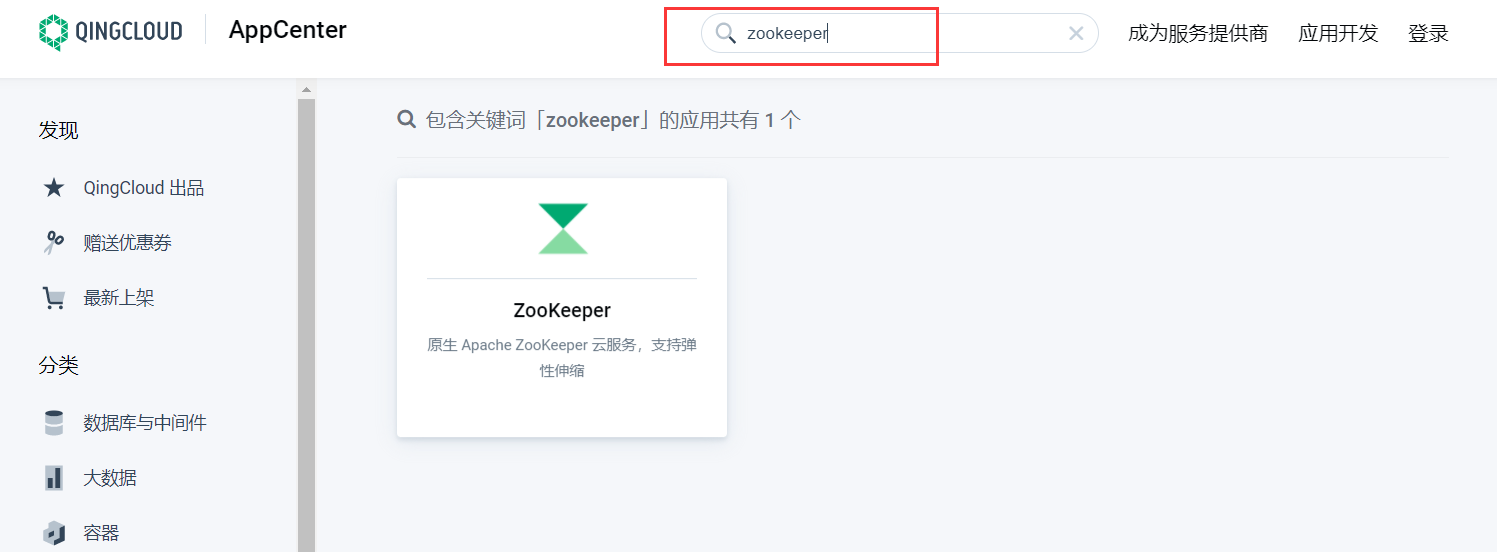 QINGCLOUD AppCenter zookeeper 成为服务提供商 应用开发 登录
发现
QingCloud 出品
赠送优惠券
最新上架
分类
数据库与中间件
大数据
容器
包含关键词「zookeeper」的应用共有 1 个
ZooKeeper
原生 Apache ZooKeeper 云服务，支持弹
性伸缩